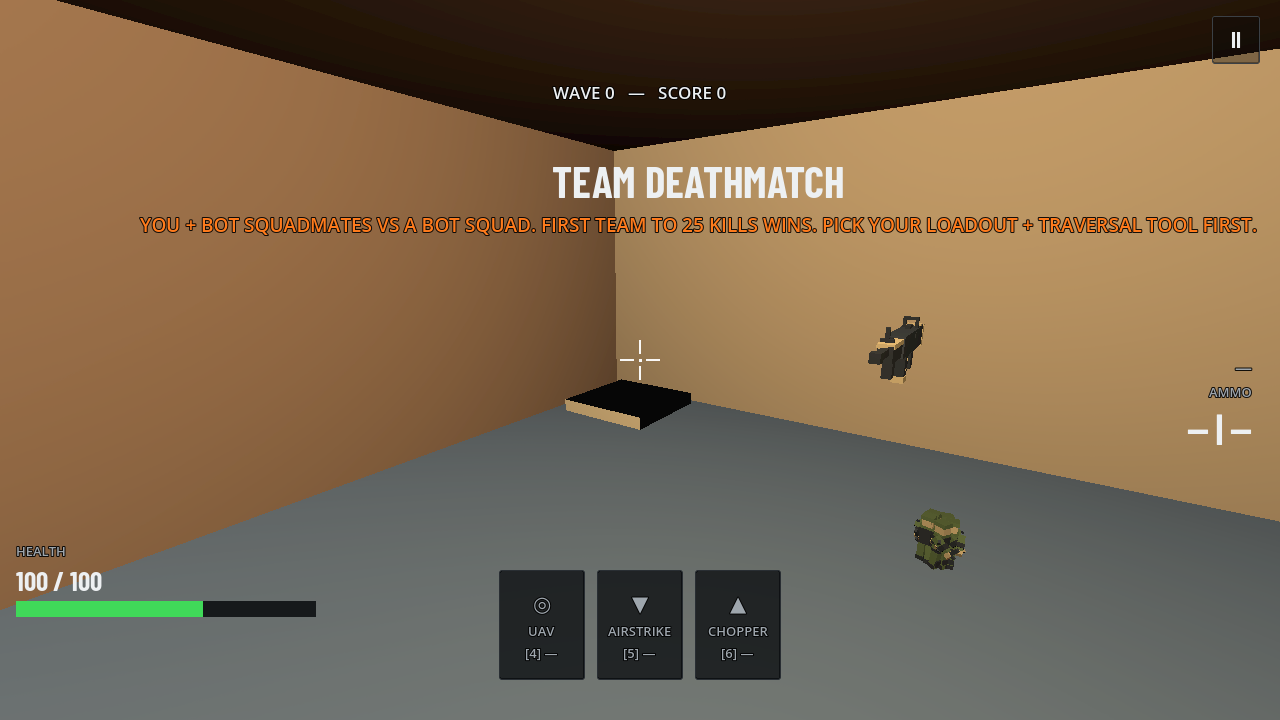 WAVE 0 — SCORE 0
TEAM DEATHMATCH
YOU + BOT SQUADMATES VS A BOT SQUAD. FIRST TEAM TO 25 KILLS WINS. PICK YOUR LOADOUT + TRAVERSAL TOOL FIRST.
—
AMMO
HEALTH
100 / 100
UAV
[4] —
AIRSTRIKE
[5] —
CHOPPER
[6] —